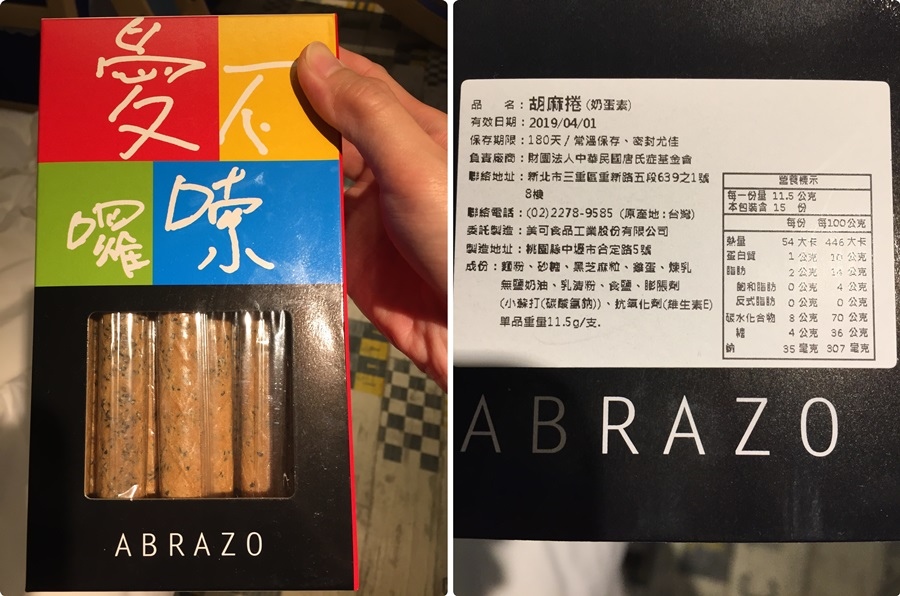 愛不
囉嗦
ABRAZO
品 名：胡麻捲(奶蛋素)
有效日期：2019/04/01
保存期限：180天/常溫保存、密封尤佳
負責廠商：財團法人中華民國唐氏症基金會
聯絡地址：新北市三重區重新路五段639之1號
8樓
聯絡電話：(02)2278-9585 (原產地:台灣)
委託製造：美可食品工業股份有限公司
製造地址：桃園縣中壢市合定路5號
成份：麵粉、砂糖、黑芝麻粒、雞蛋、煉乳
無鹽奶油、乳清粉、食鹽、膨脹劑
(小蘇打(碳酸氫鈉))、抗氧化劑(維生素E)
單品重量11.5g/支.
營養標示
每一份量 11.5 公克
本包裝含 15 份
每份 每100公克
熱量 54 大卡 446 大卡
蛋白質 1 公克 10 公克
脂肪 2 公克 14 公克
飽和脂肪 0 公克 4 公克
反式脂肪 0 公克 0 公克
碳水化合物 8 公克 70 公克
糖 4 公克 36 公克
鈉 35 毫克 307 毫克
ABRAZO